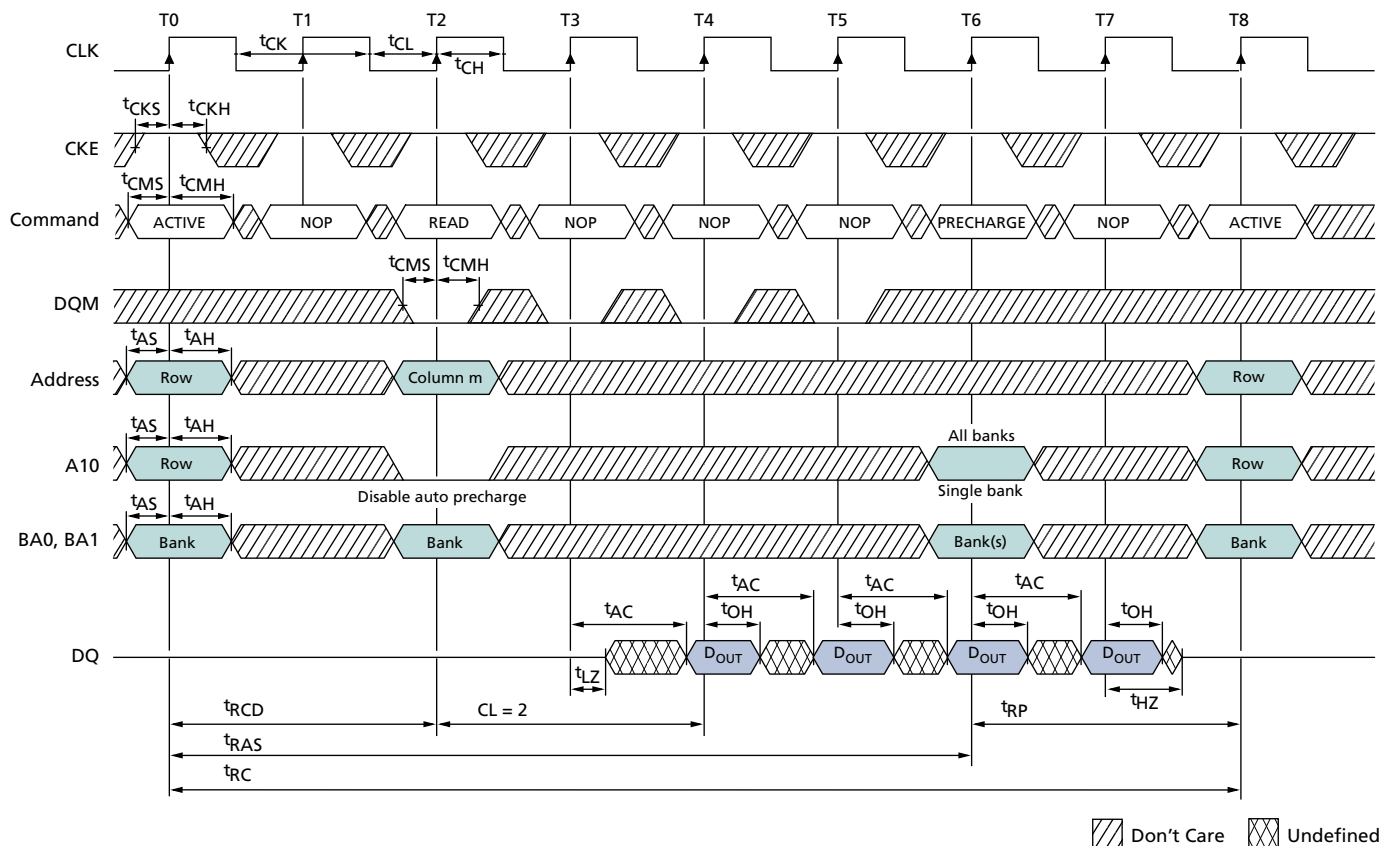 T0 T1 T2 T3 T4 T5 T6 T7 T8
CLK
tCK tCL
tCH
tCKS tCKH
CKE
tCMS tCMH
Command ACTIVE NOP READ NOP NOP NOP PRECHARGE NOP ACTIVE
tCMS tCMH
DQM
tAS tAH
Address Row Column m Row
tAS tAH All banks
A10 Row Row
Disable auto precharge Single bank
tAS tAH
BA0, BA1 Bank Bank Bank(s) Bank
tAC tAC tAC
tAC tOH tOH tOH tOH
DQ DOUT DOUT DOUT DOUT
tLZ tHZ
tRCD CL = 2 tRP
tRAS
tRC
Don't Care Undefined